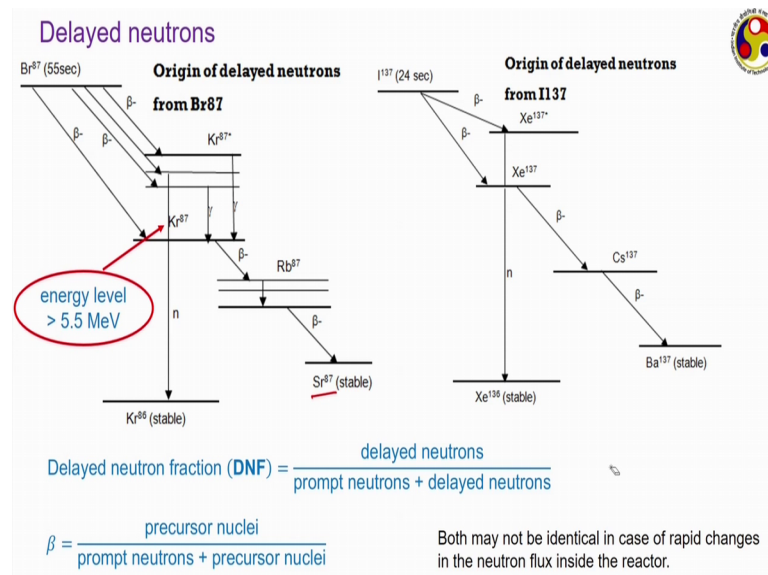 Delayed neutrons
Br⁸⁷ (55sec)
Origin of delayed neutrons
from Br87
β-
Kr⁸⁷*
β-
β-
γ
γ
Kr⁸⁷
β-
Rb⁸⁷
energy level
> 5.5 MeV
n
β-
Sr⁸⁷ (stable)
Kr⁸⁶ (stable)
I¹³⁷ (24 sec)
Origin of delayed neutrons
from I137
β-
Xe¹³⁷*
β-
Xe¹³⁷
β-
Cs¹³⁷
n
β-
Ba¹³⁷ (stable)
Xe¹³⁶ (stable)
Delayed neutron fraction (DNF) = delayed neutrons / prompt neutrons + delayed neutrons
β = precursor nuclei / prompt neutrons + precursor nuclei
Both may not be identical in case of rapid changes
in the neutron flux inside the reactor.